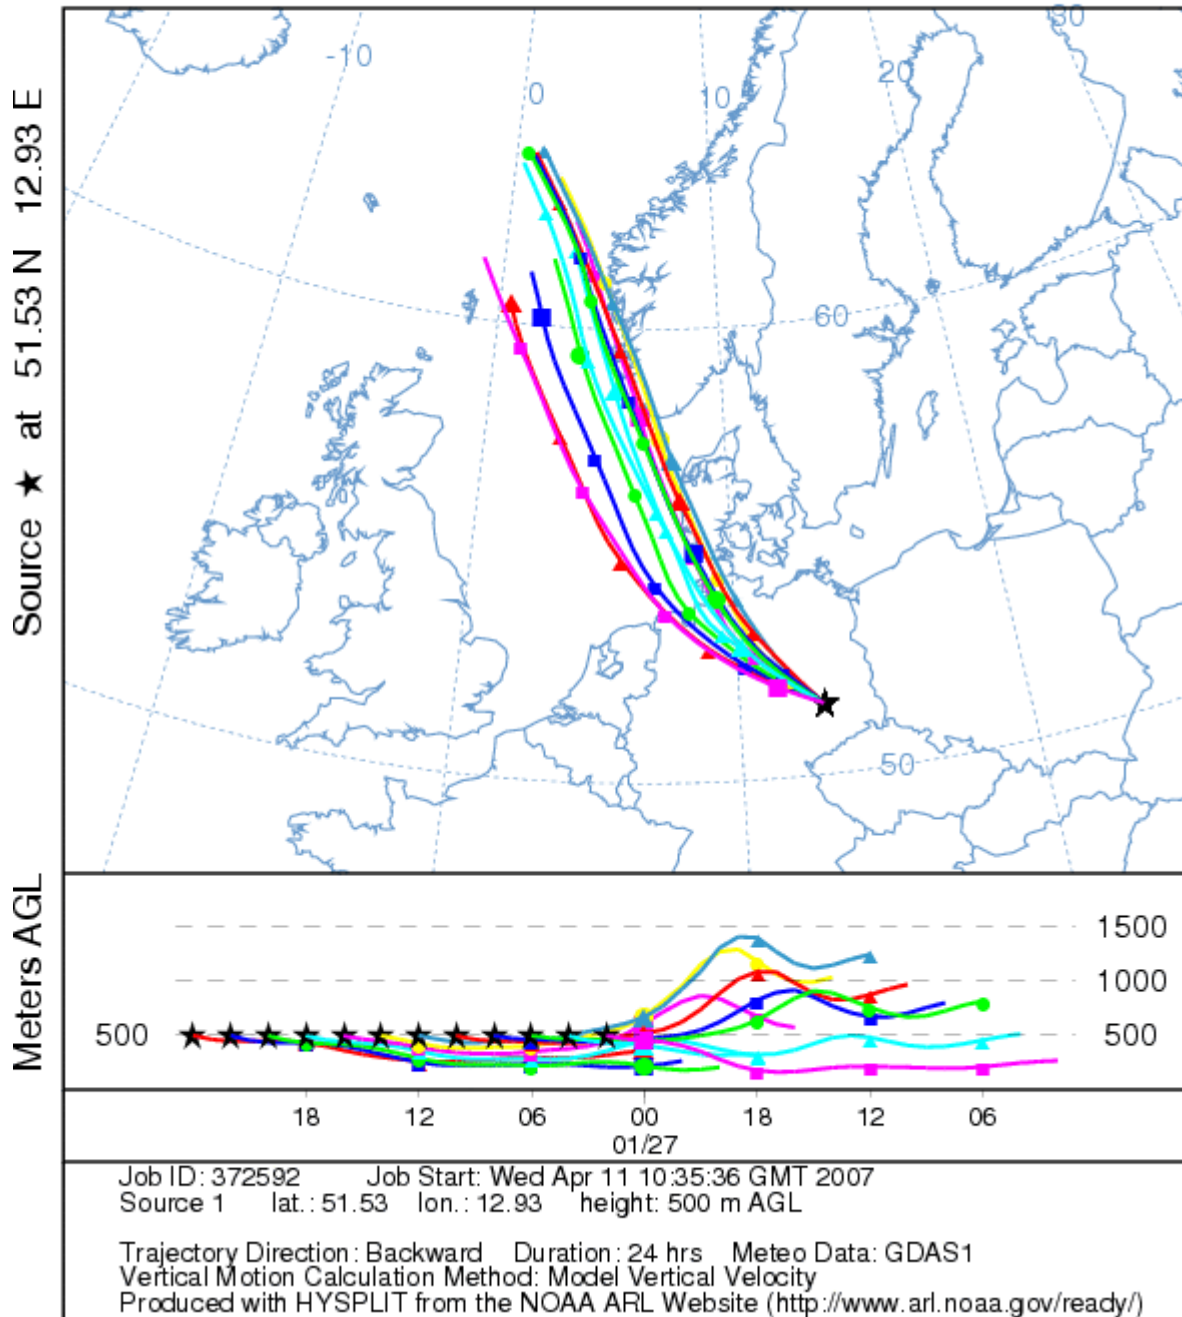 Source ★ at 51.53 N 12.93 E
-10
0
10
20
30
60
50
Meters AGL
500
1500
1000
500
18 12 06 00 18 12 06
01/27
Job ID: 372592 Job Start: Wed Apr 11 10:35:36 GMT 2007
Source 1 lat.: 51.53 lon.: 12.93 height: 500 m AGL
Trajectory Direction: Backward Duration: 24 hrs Meteo Data: GDAS1
Vertical Motion Calculation Method: Model Vertical Velocity
Produced with HYSPLIT from the NOAA ARL Website (http://www.arl.noaa.gov/ready/)